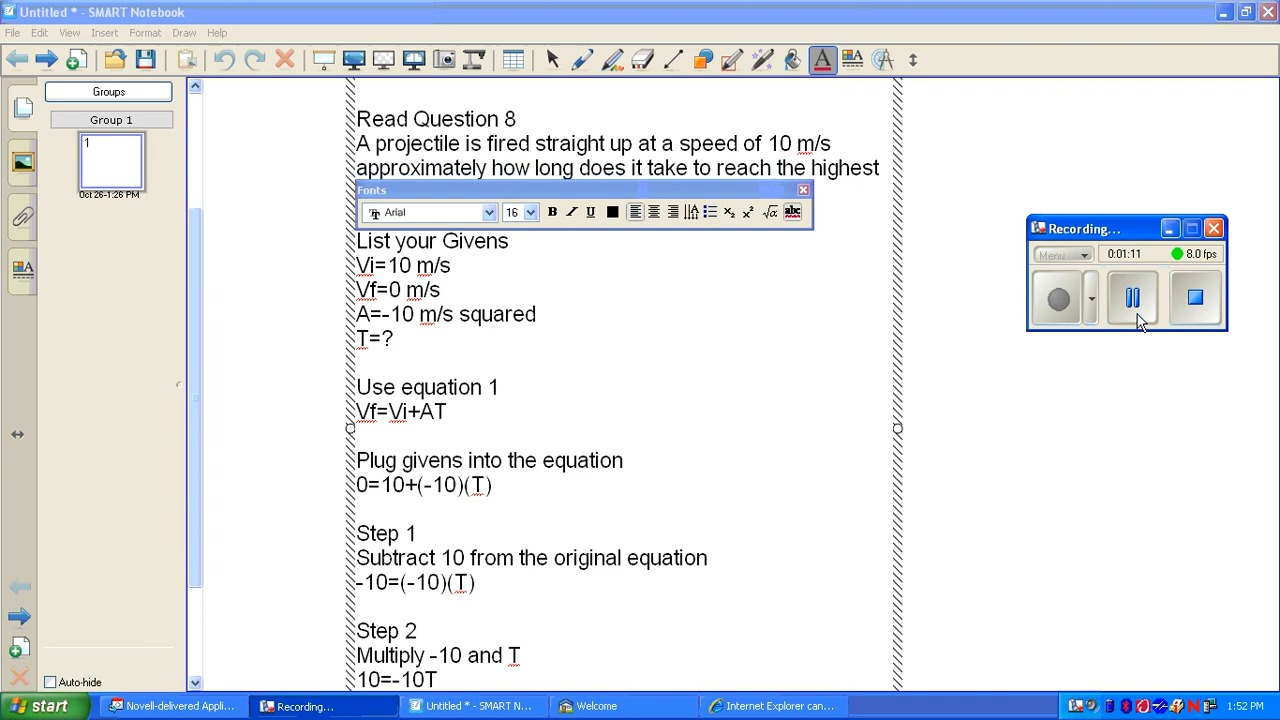 Untitled * - SMART Notebook
File Edit View Insert Format Draw Help
Groups
Group 1
1
Oct 26-1:26 PM
Read Question 8
A projectile is fired straight up at a speed of 10 m/s
approximately how long does it take to reach the highest
Fonts
Arial 16 B I U abc
List your Givens
Vi=10 m/s
Vf=0 m/s
A=-10 m/s squared
T=?
Use equation 1
Vf=Vi+AT
Plug givens into the equation
0=10+(-10)(T)
Step 1
Subtract 10 from the original equation
-10=(-10)(T)
Step 2
Multiply -10 and T
10=-10T
Recording...
Menu 0:01:11 8.0 fps
Auto-hide
start Novell-delivered Appli... Recording... Untitled * - SMART N... Welcome Internet Explorer can... 1:52 PM